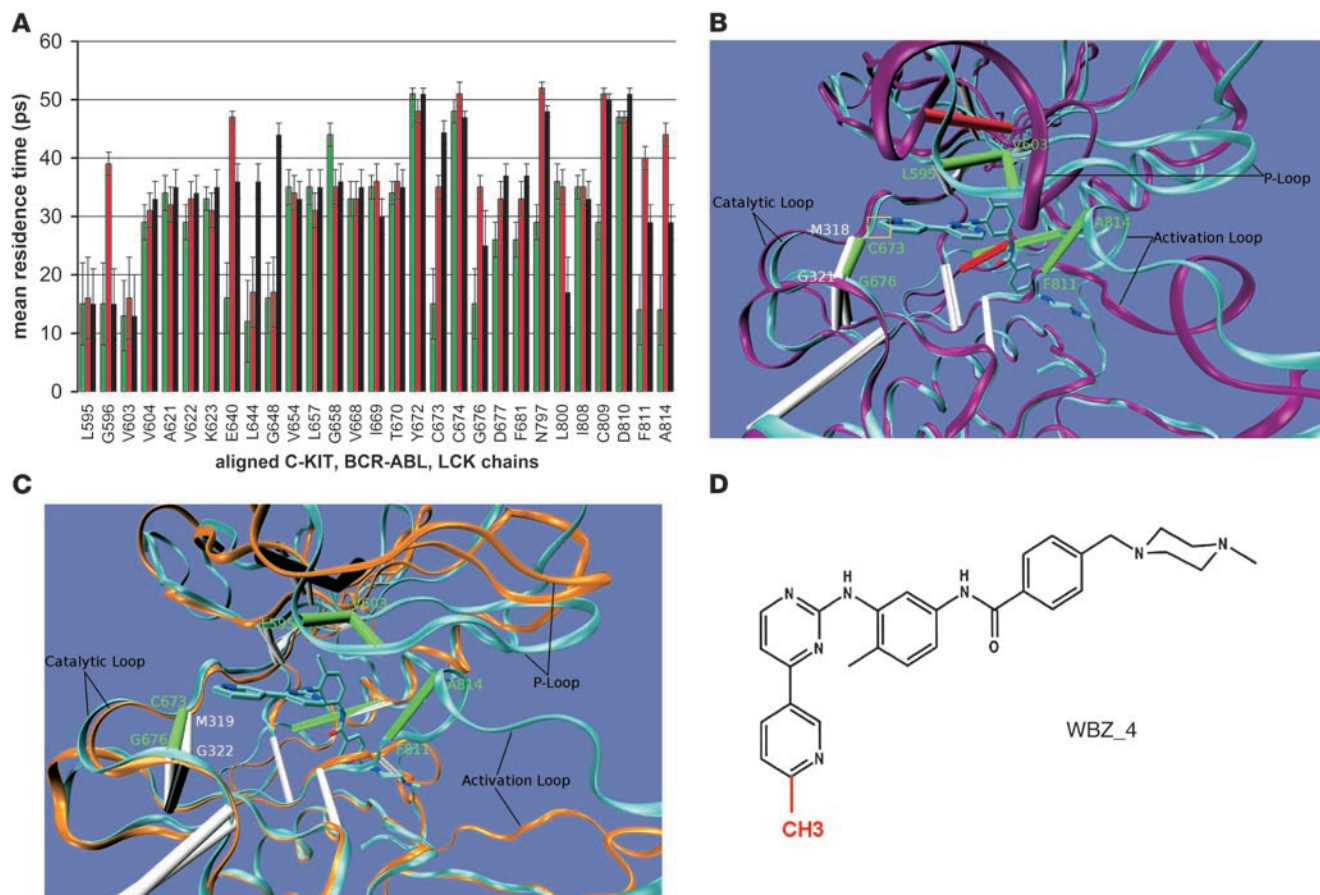 A
60
50
40
30
20
10
0
mean residence time (ps)
L595
G596
V603
V604
A621
V622
K623
E640
L644
G648
V654
L657
G658
V668
I669
T670
Y672
C673
C674
G676
D677
F681
N797
L800
I808
C809
D810
F811
A814
aligned C-KIT, BCR-ABL, LCK chains
B
V603
L595
P-Loop
Catalytic Loop
M318
A814
C673
Activation Loop
G321
G676
F811
C
V603
L595
Catalytic Loop
P-Loop
A814
C673
M319
G676
G322
F811
Activation Loop
D
N
H
N
N
H
N
O
N
N
N
WBZ_4
CH3